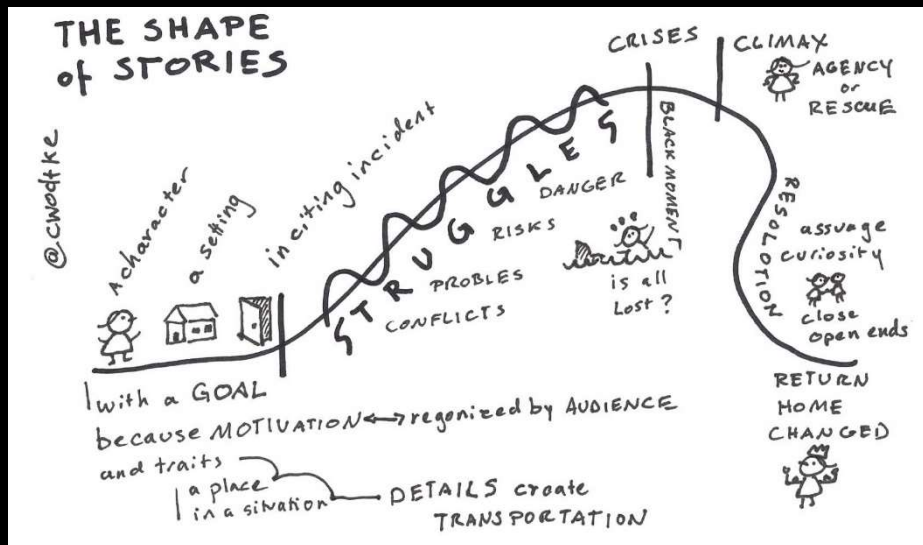 THE SHAPE
of STORIES
@cwodtke
A character
a setting
inciting incident
STRUGGLES
CONFLICTS
PROBLES
RISKS
DANGER
CRISES
BLACK MOMENT
is all
Lost?
CLIMAX
AGENCY
or
RESCUE
RESOLUTION
assuage
curiosity
close
open ends
RETURN
HOME
CHANGED
with a GOAL
because MOTIVATION ↔ regonized by AUDIENCE
and traits
a place
in a situation
DETAILS create
TRANSPORTATION